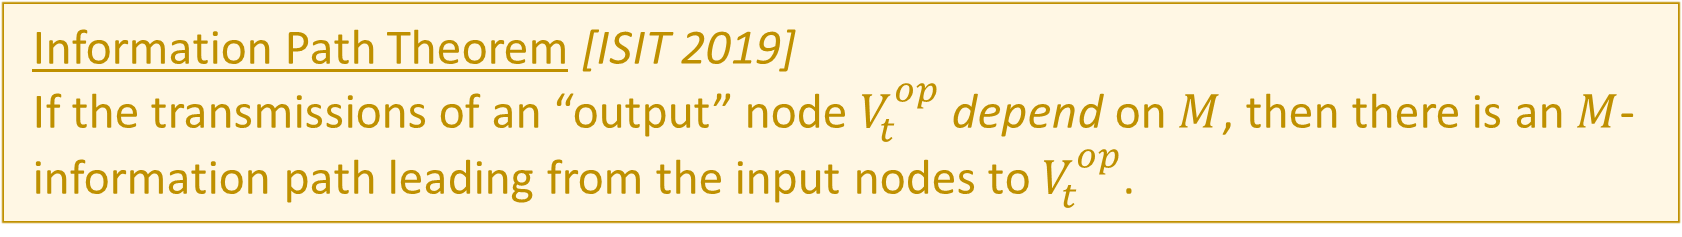 Information Path Theorem [ISIT 2019]
If the transmissions of an “output” node $V_t^{op}$ depend on $M$, then there is an $M$-
information path leading from the input nodes to $V_t^{op}$.